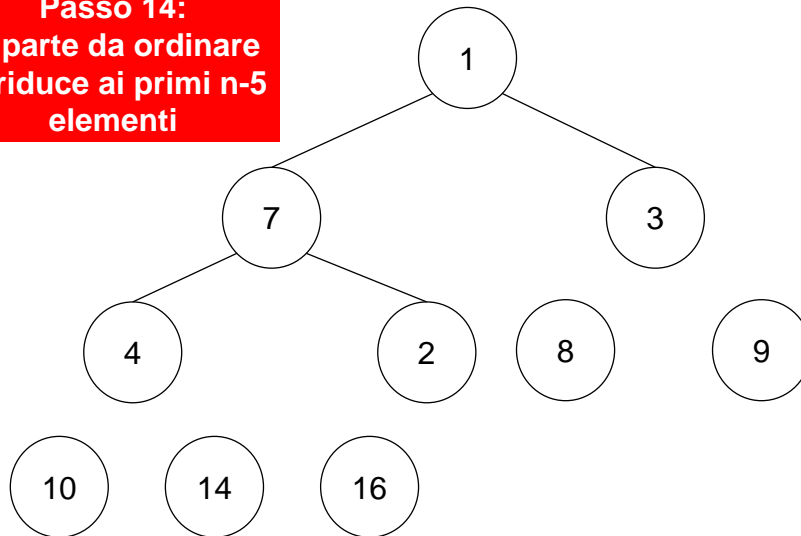 Passo 14:
parte da ordinare
riduce ai primi n-5
elementi
1
7
3
4
2
8
9
10
14
16